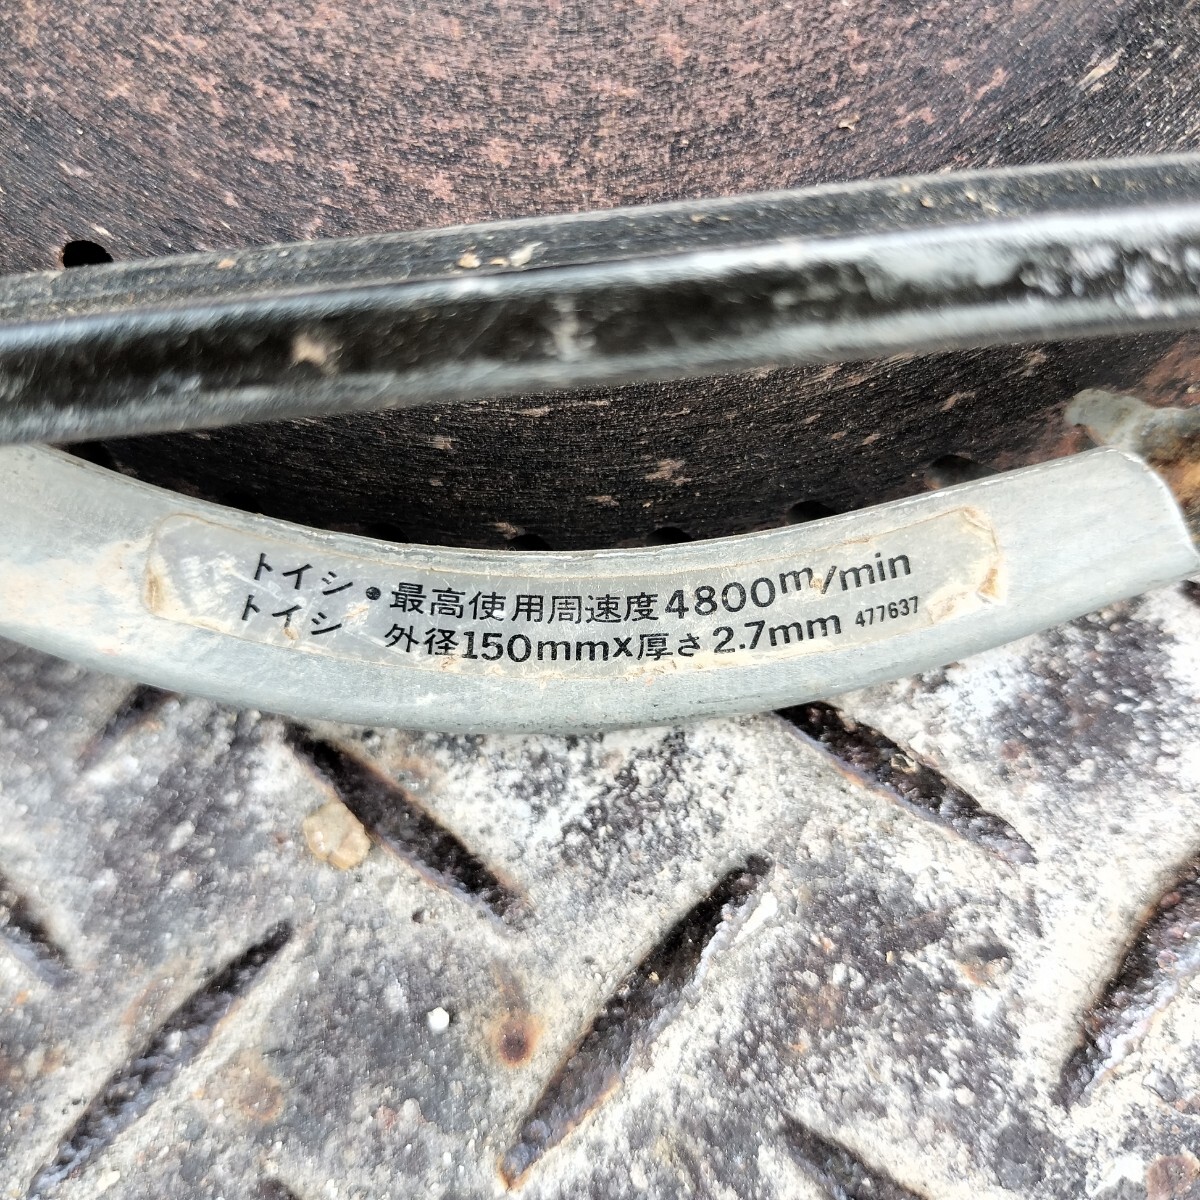 トイシ・最高使用周速度4800m/min
トイシ 外径150mm×厚さ2.7mm 477637